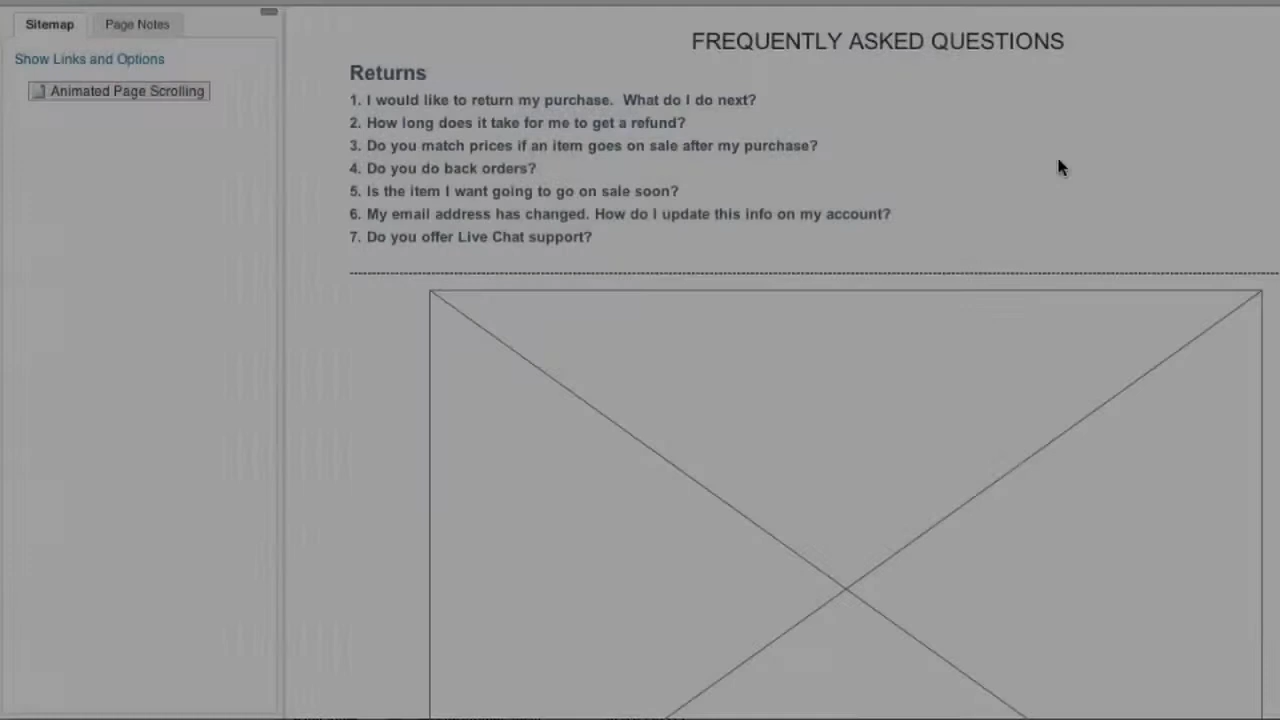 Sitemap
Page Notes
Show Links and Options
Animated Page Scrolling
FREQUENTLY ASKED QUESTIONS
Returns
1. I would like to return my purchase.  What do I do next?
2. How long does it take for me to get a refund?
3. Do you match prices if an item goes on sale after my purchase?
4. Do you do back orders?
5. Is the item I want going to go on sale soon?
6. My email address has changed. How do I update this info on my account?
7. Do you offer Live Chat support?